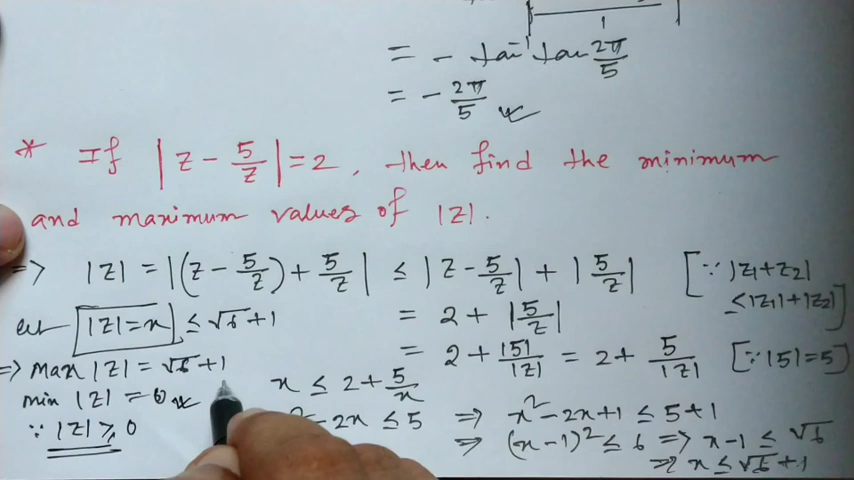 1
= - tan⁻¹ tan 2π/5
= - 2π/5
* If |z - 5/z| = 2, then find the minimum
and maximum values of |z|.
=> |z| = |(z - 5/z) + 5/z| ≤ |z - 5/z| + |5/z| [∵ |z₁+z₂| ≤ |z₁|+|z₂|]
let |z|=x ≤ √6+1
= 2 + |5/z|
=> max |z| = √6+1
= 2 + |5|/|z| = 2 + 5/|z| [∵ |5|=5]
min |z| = 0
x ≤ 2 + 5/x
∵ |z| ≥ 0
- 2x ≤ 5 => x² - 2x + 1 ≤ 5+1
=> (x-1)² ≤ 6 => x-1 ≤ √6
=> x ≤ √6+1